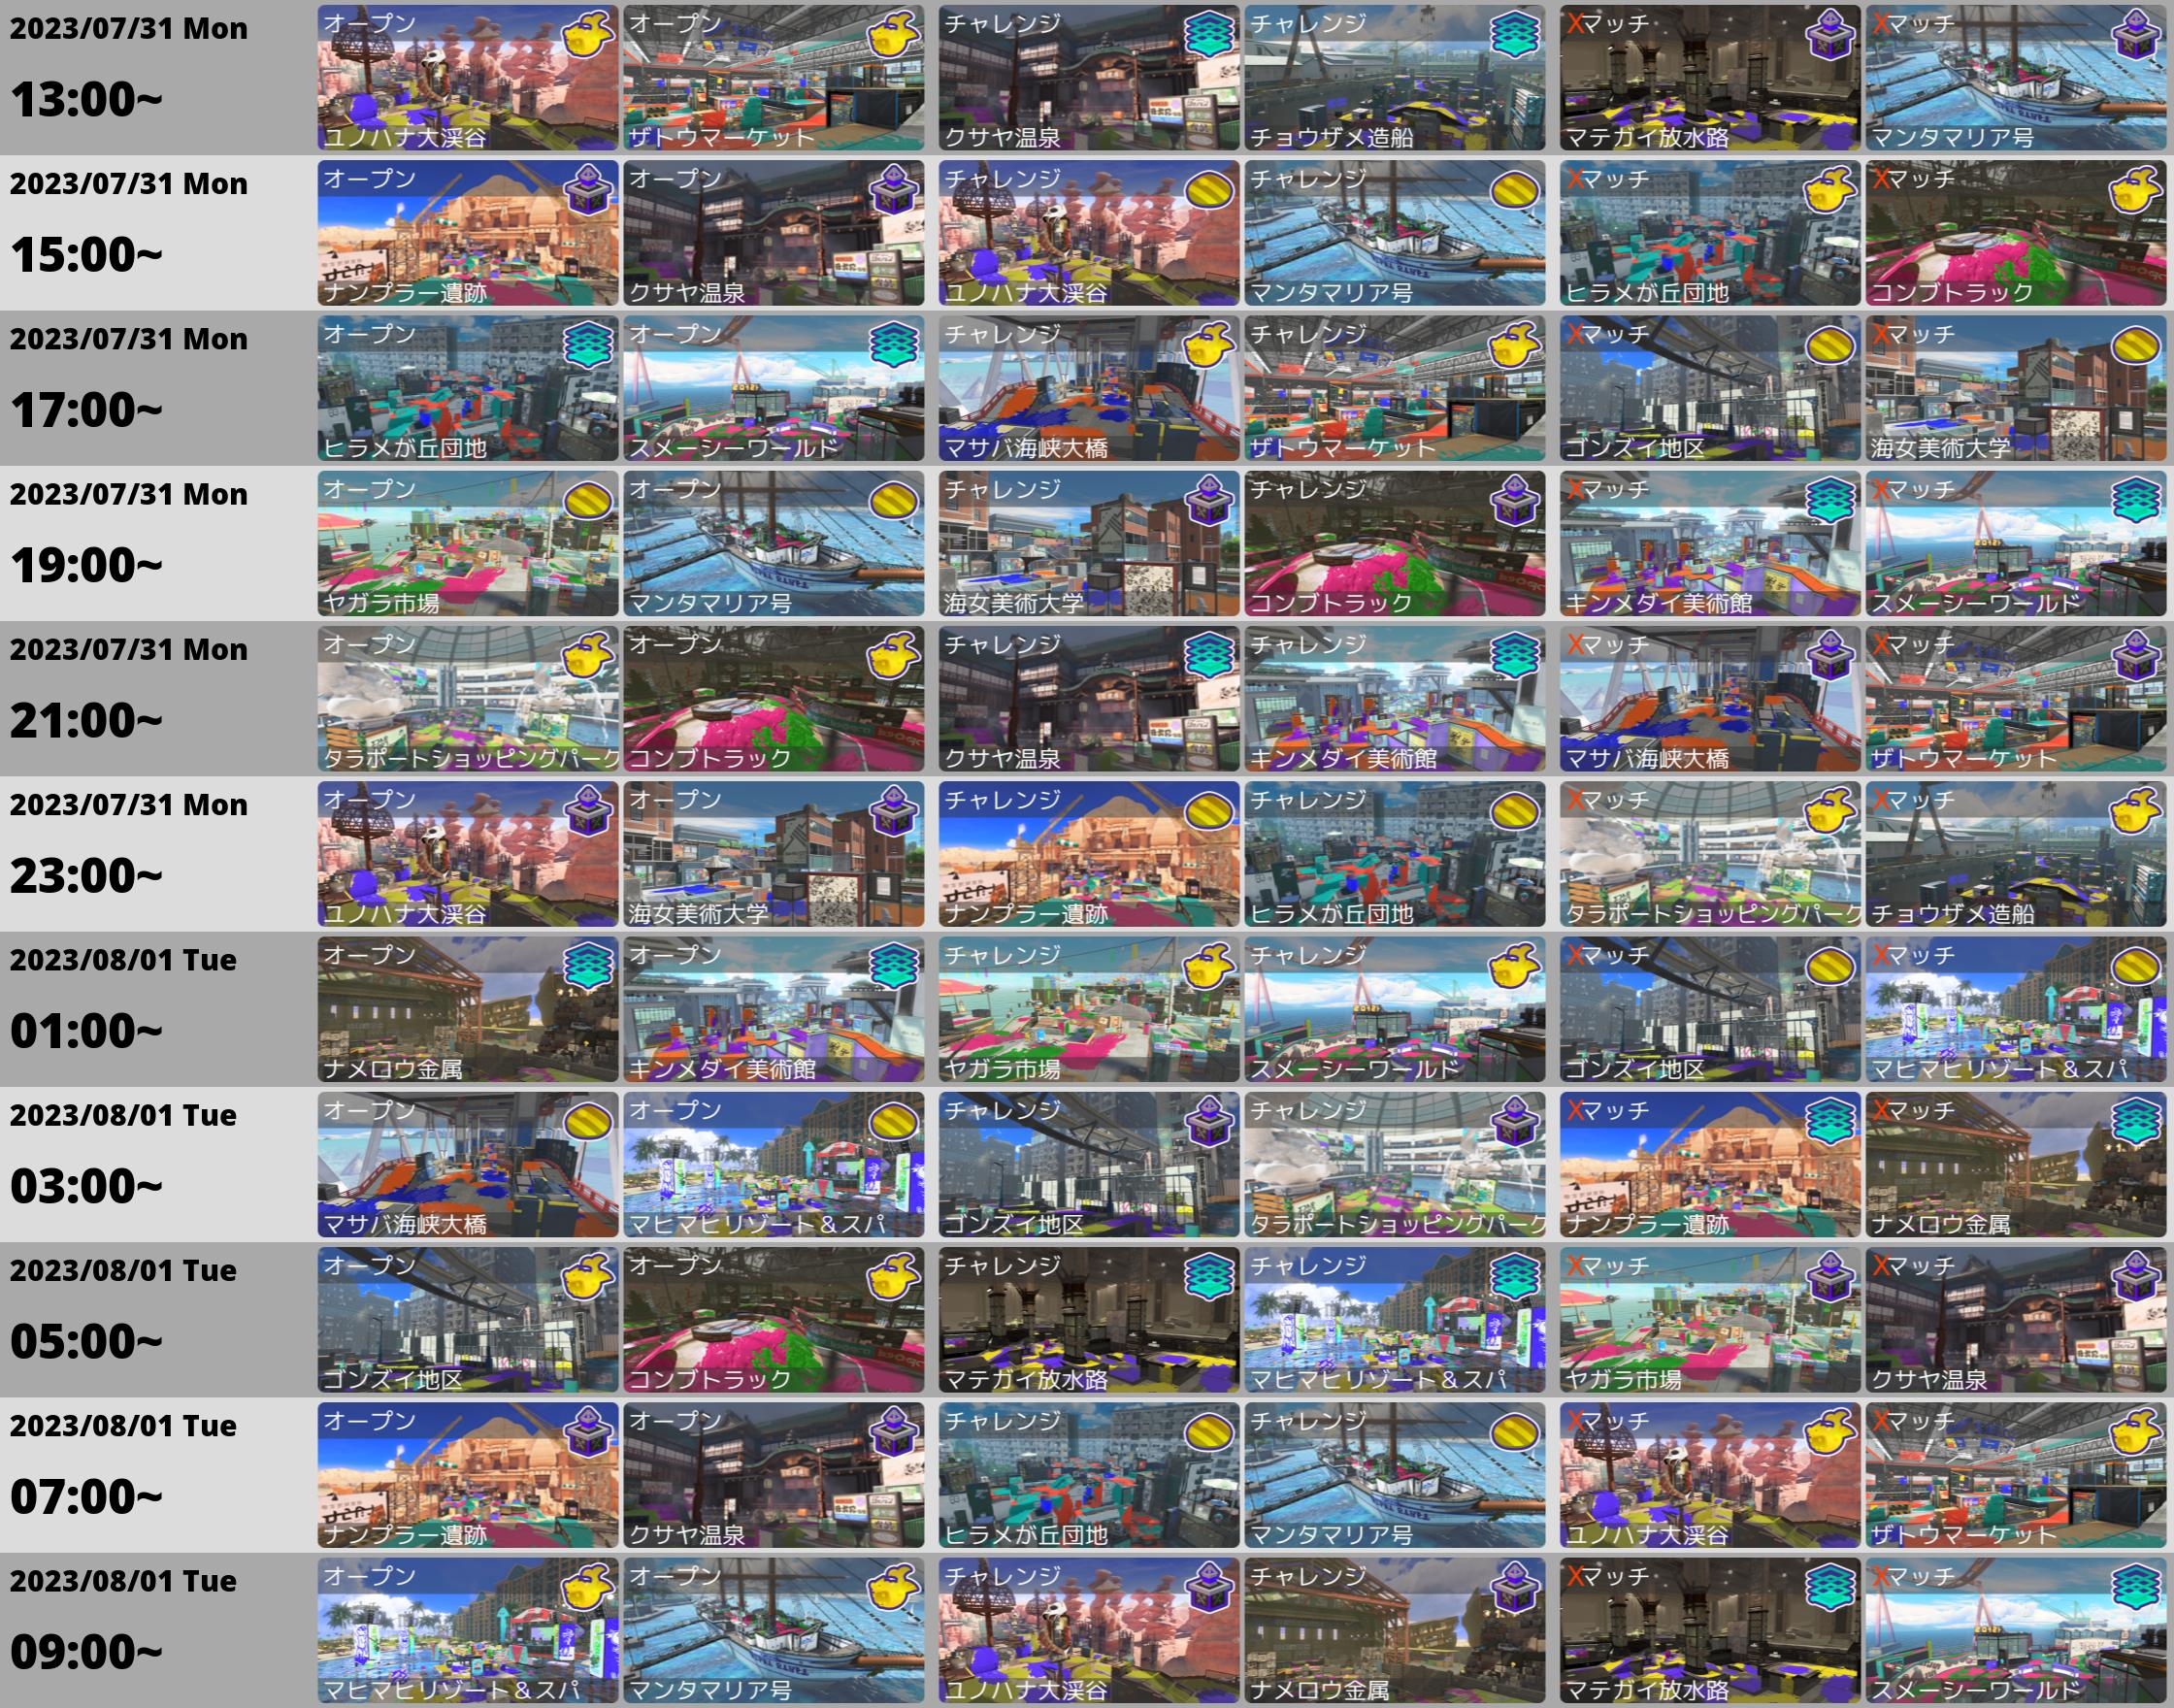 2023/07/31 Mon
13:00~
オープン オープン チャレンジ チャレンジ Xマッチ Xマッチ
ユノハナ大渓谷 ザトウマーケット クサヤ温泉 チョウザメ造船 マテガイ放水路 マンタマリア号
2023/07/31 Mon
15:00~
オープン オープン チャレンジ チャレンジ Xマッチ Xマッチ
ナンプラー遺跡 クサヤ温泉 ユノハナ大渓谷 マンタマリア号 ヒラメが丘団地 コンブトラック
2023/07/31 Mon
17:00~
オープン オープン チャレンジ チャレンジ Xマッチ Xマッチ
ヒラメが丘団地 スメーシーワールド マサバ海峡大橋 ザトウマーケット ゴンズイ地区 海女美術大学
2023/07/31 Mon
19:00~
オープン オープン チャレンジ チャレンジ Xマッチ Xマッチ
ヤガラ市場 マンタマリア号 海女美術大学 コンブトラック キンメダイ美術館 スメーシーワールド
2023/07/31 Mon
21:00~
オープン オープン チャレンジ チャレンジ Xマッチ Xマッチ
タラポートショッピングパーク コンブトラック クサヤ温泉 キンメダイ美術館 マサバ海峡大橋 ザトウマーケット
2023/07/31 Mon
23:00~
オープン オープン チャレンジ チャレンジ Xマッチ Xマッチ
ユノハナ大渓谷 海女美術大学 ナンプラー遺跡 ヒラメが丘団地 タラポートショッピングパーク チョウザメ造船
2023/08/01 Tue
01:00~
オープン オープン チャレンジ チャレンジ Xマッチ Xマッチ
ナメロウ金属 キンメダイ美術館 ヤガラ市場 スメーシーワールド ゴンズイ地区 マヒマヒリゾート＆スパ
2023/08/01 Tue
03:00~
オープン オープン チャレンジ チャレンジ Xマッチ Xマッチ
マサバ海峡大橋 マヒマヒリゾート＆スパ ゴンズイ地区 タラポートショッピングパーク ナンプラー遺跡 ナメロウ金属
2023/08/01 Tue
05:00~
オープン オープン チャレンジ チャレンジ Xマッチ Xマッチ
ゴンズイ地区 コンブトラック マテガイ放水路 マヒマヒリゾート＆スパ ヤガラ市場 クサヤ温泉
2023/08/01 Tue
07:00~
オープン オープン チャレンジ チャレンジ Xマッチ Xマッチ
ナンプラー遺跡 クサヤ温泉 ヒラメが丘団地 マンタマリア号 ユノハナ大渓谷 ザトウマーケット
2023/08/01 Tue
09:00~
オープン オープン チャレンジ チャレンジ Xマッチ Xマッチ
マヒマヒリゾート＆スパ マンタマリア号 ユノハナ大渓谷 ナメロウ金属 マテガイ放水路 スメーシーワールド